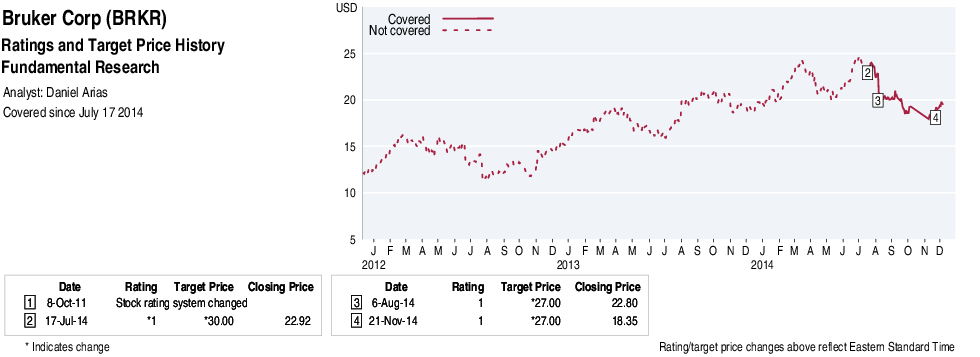 Bruker Corp (BRKR)
Ratings and Target Price History
Fundamental Research
Analyst: Daniel Arias
Covered since July 17 2014
USD
Covered
Not covered
25
20
15
10
5
2
3
4
J F M A M J J A S O N D J F M A M J J A S O N D J F M A M J J A S O N D
2012 2013 2014
Date Rating Target Price Closing Price
1 8-Oct-11 Stock rating system changed
2 17-Jul-14 *1 *30.00 22.92
Date Rating Target Price Closing Price
3 6-Aug-14 1 *27.00 22.80
4 21-Nov-14 1 *27.00 18.35
* Indicates change
Rating/target price changes above reflect Eastern Standard Time